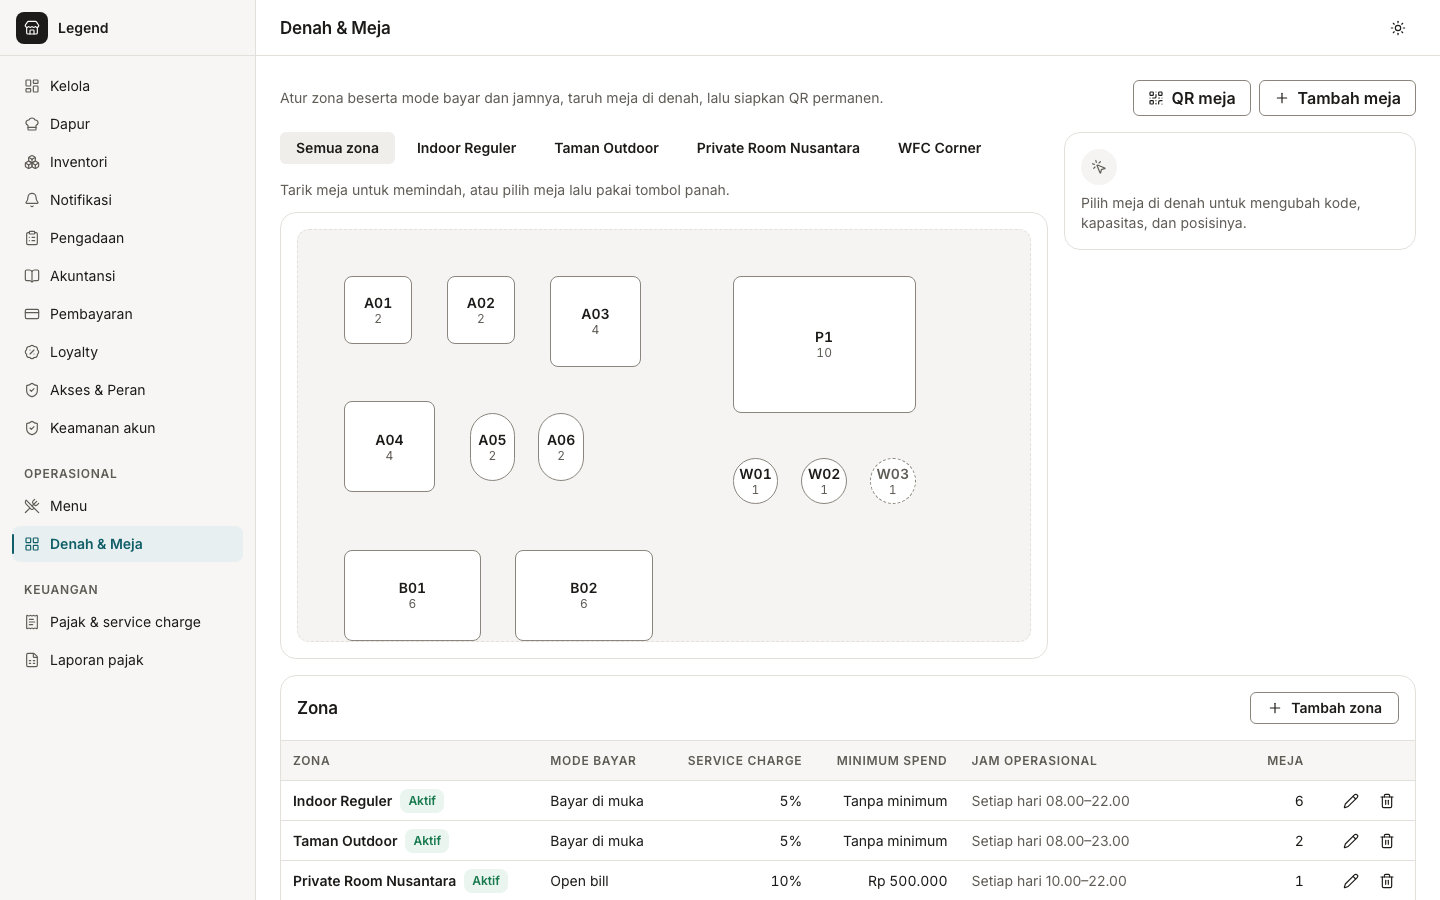 Legend
Denah & Meja
Kelola
Dapur
Inventori
Notifikasi
Pengadaan
Akuntansi
Pembayaran
Loyalty
Akses & Peran
Keamanan akun
OPERASIONAL
Menu
Denah & Meja
KEUANGAN
Pajak & service charge
Laporan pajak
Atur zona beserta mode bayar dan jamnya, taruh meja di denah, lalu siapkan QR permanen.
QR meja
Tambah meja
Semua zona
Indoor Reguler
Taman Outdoor
Private Room Nusantara
WFC Corner
Tarik meja untuk memindah, atau pilih meja lalu pakai tombol panah.
Pilih meja di denah untuk mengubah kode,
kapasitas, dan posisinya.
A01
2
A02
2
A03
4
P1
10
A04
4
A05
2
A06
2
W01
1
W02
1
W03
1
B01
6
B02
6
Zona
Tambah zona
ZONA MODE BAYAR SERVICE CHARGE MINIMUM SPEND JAM OPERASIONAL MEJA
Indoor Reguler Aktif Bayar di muka 5% Tanpa minimum Setiap hari 08.00–22.00 6
Taman Outdoor Aktif Bayar di muka 5% Tanpa minimum Setiap hari 08.00–23.00 2
Private Room Nusantara Aktif Open bill 10% Rp 500.000 Setiap hari 10.00–22.00 1